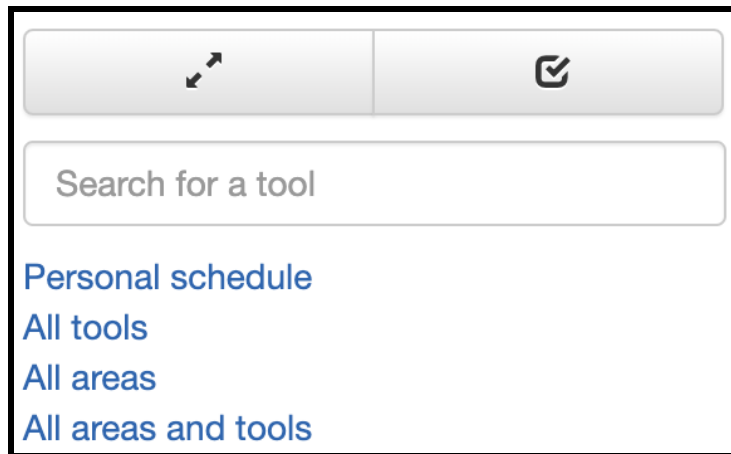 Search for a tool
Personal schedule
All tools
All areas
All areas and tools